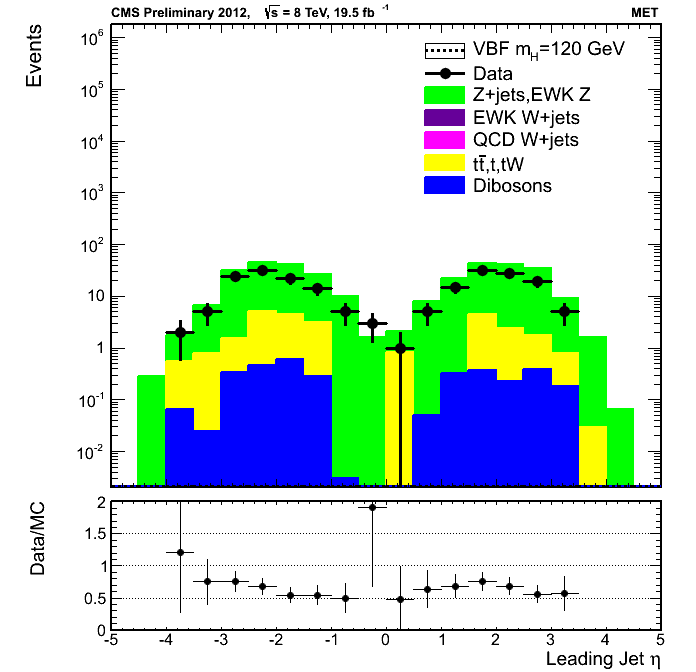 CMS Preliminary 2012, √s = 8 TeV, 19.5 fb⁻¹ MET
Events
10⁶
10⁵
10⁴
10³
10²
10
1
10⁻¹
10⁻²
VBF m_H=120 GeV
Data
Z+jets,EWK Z
EWK W+jets
QCD W+jets
tt̄,t,tW
Dibosons
Data/MC
2
1.5
1
0.5
0
-5 -4 -3 -2 -1 0 1 2 3 4 5
Leading Jet η